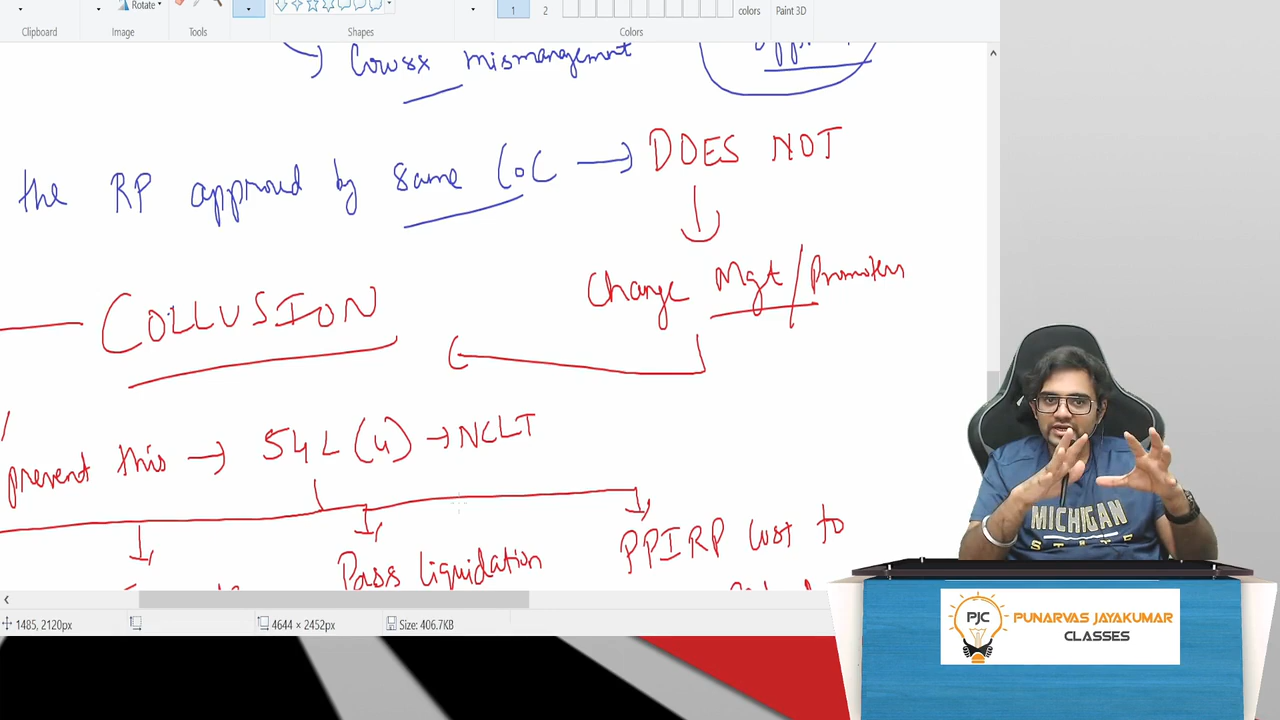 Rotate
1 2
colors
Paint 3D
Clipboard Image Tools Shapes Colors
Gross mismanagement
the RP approved by same CoC → DOES NOT
Change Mgt/Promoters
COLLUSION
prevent this → 54L(4) → NCLT
Pass liquidation
PPIRP cost to
1485, 2120px
4644 × 2452px
Size: 406.7KB
MICHIGAN
STATE
PJC
PUNARVAS JAYAKUMAR
CLASSES